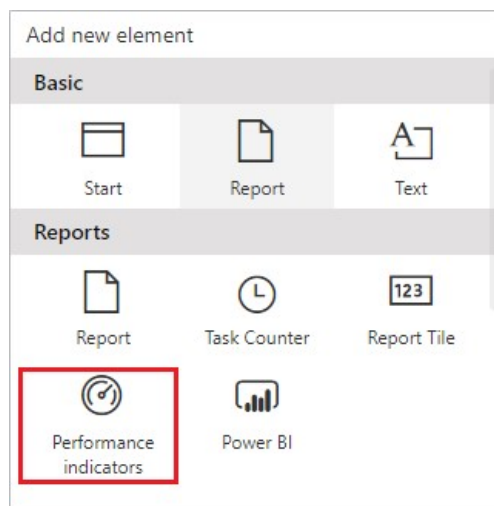 Add new element
Basic
Start
Report
A
Text
Reports
Report
Task Counter
123
Report Tile
Performance
indicators
Power BI